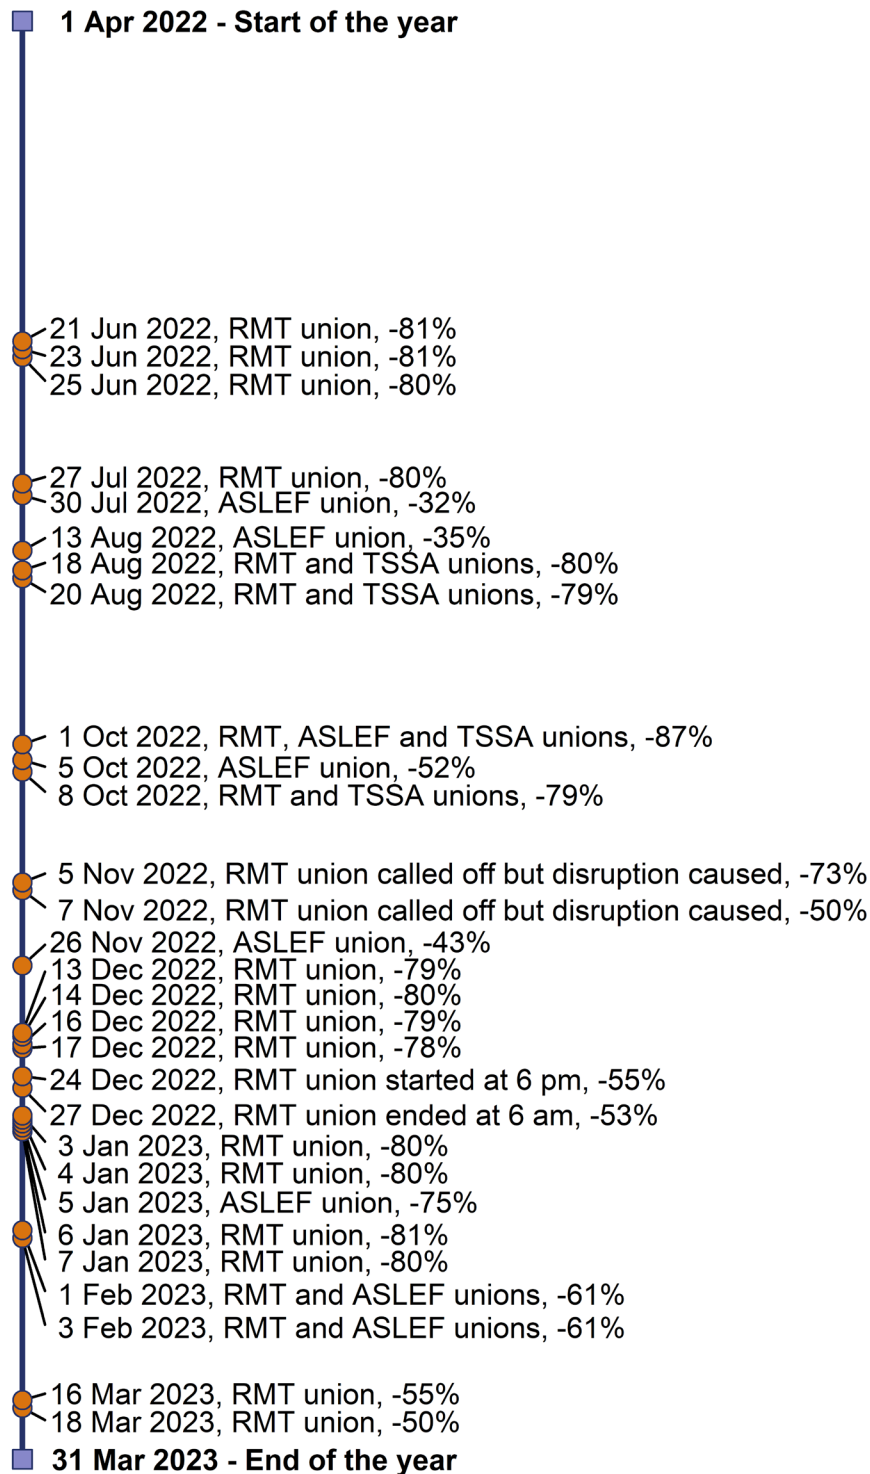 1 Apr 2022 - Start of the year
21 Jun 2022, RMT union, -81%
23 Jun 2022, RMT union, -81%
25 Jun 2022, RMT union, -80%
27 Jul 2022, RMT union, -80%
30 Jul 2022, ASLEF union, -32%
13 Aug 2022, ASLEF union, -35%
18 Aug 2022, RMT and TSSA unions, -80%
20 Aug 2022, RMT and TSSA unions, -79%
1 Oct 2022, RMT, ASLEF and TSSA unions, -87%
5 Oct 2022, ASLEF union, -52%
8 Oct 2022, RMT and TSSA unions, -79%
5 Nov 2022, RMT union called off but disruption caused, -73%
7 Nov 2022, RMT union called off but disruption caused, -50%
26 Nov 2022, ASLEF union, -43%
13 Dec 2022, RMT union, -79%
14 Dec 2022, RMT union, -80%
16 Dec 2022, RMT union, -79%
17 Dec 2022, RMT union, -78%
24 Dec 2022, RMT union started at 6 pm, -55%
27 Dec 2022, RMT union ended at 6 am, -53%
3 Jan 2023, RMT union, -80%
4 Jan 2023, RMT union, -80%
5 Jan 2023, ASLEF union, -75%
6 Jan 2023, RMT union, -81%
7 Jan 2023, RMT union, -80%
1 Feb 2023, RMT and ASLEF unions, -61%
3 Feb 2023, RMT and ASLEF unions, -61%
16 Mar 2023, RMT union, -55%
18 Mar 2023, RMT union, -50%
31 Mar 2023 - End of the year